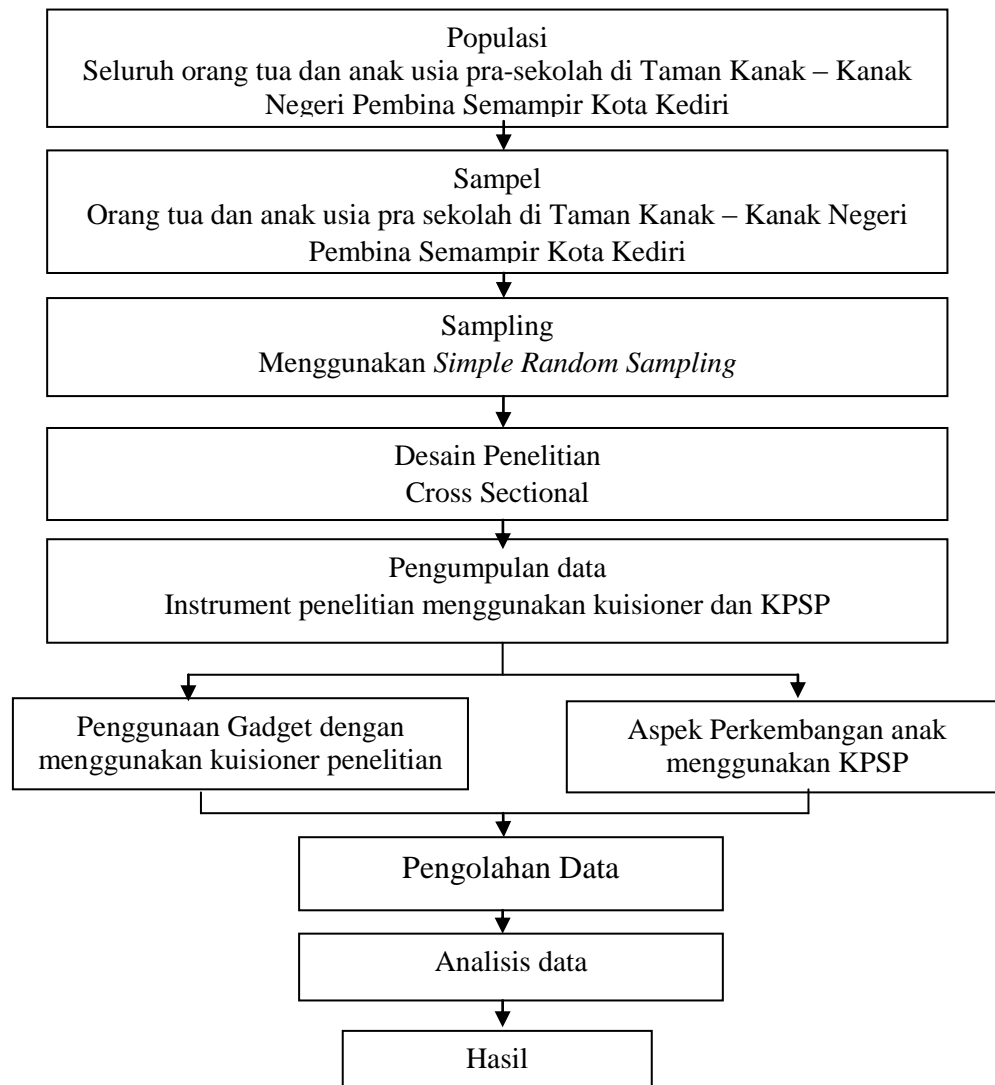 Populasi
Seluruh orang tua dan anak usia pra-sekolah di Taman Kanak – Kanak
Negeri Pembina Semampir Kota Kediri
Sampel
Orang tua dan anak usia pra sekolah di Taman Kanak – Kanak Negeri
Pembina Semampir Kota Kediri
Sampling
Menggunakan Simple Random Sampling
Desain Penelitian
Cross Sectional
Pengumpulan data
Instrument penelitian menggunakan kuisioner dan KPSP
Penggunaan Gadget dengan
menggunakan kuisioner penelitian
Aspek Perkembangan anak
menggunakan KPSP
Pengolahan Data
Analisis data
Hasil